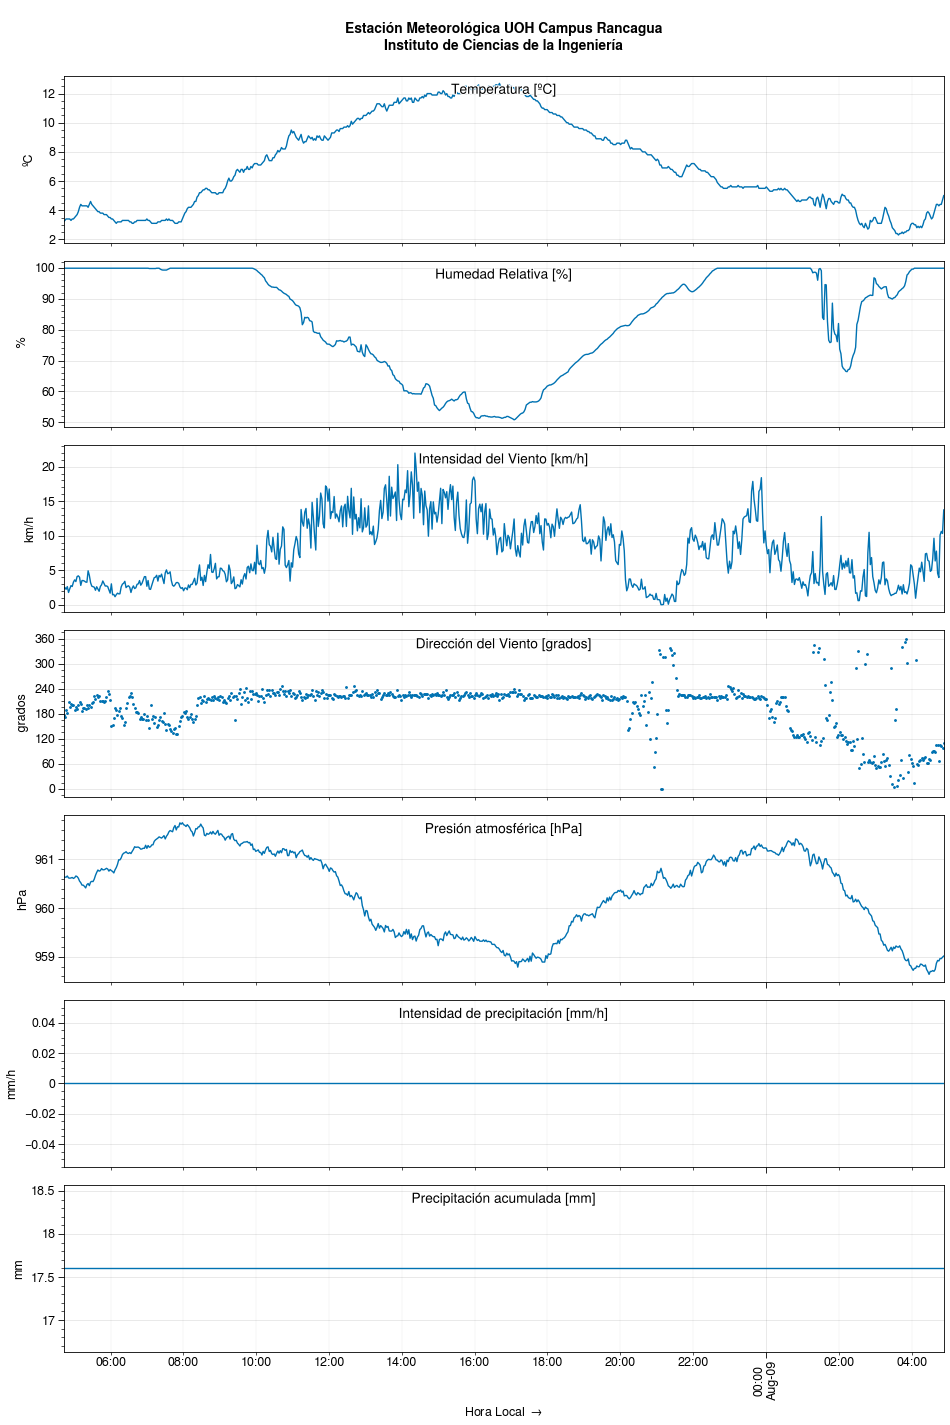 Estación Meteorológica UOH Campus Rancagua
Instituto de Ciencias de la Ingeniería
Temperatura [ºC]
12
10
8
6
4
2
ºC
Humedad Relativa [%]
100
90
80
70
60
50
%
Intensidad del Viento [km/h]
20
15
10
5
0
km/h
Dirección del Viento [grados]
360
300
240
180
120
60
0
grados
Presión atmosférica [hPa]
961
960
959
hPa
Intensidad de precipitación [mm/h]
0.04
0.02
0
−0.02
−0.04
mm/h
Precipitación acumulada [mm]
18.5
18
17.5
17
mm
06:00 08:00 10:00 12:00 14:00 16:00 18:00 20:00 22:00 00:00 02:00 04:00
Aug-09
Hora Local →